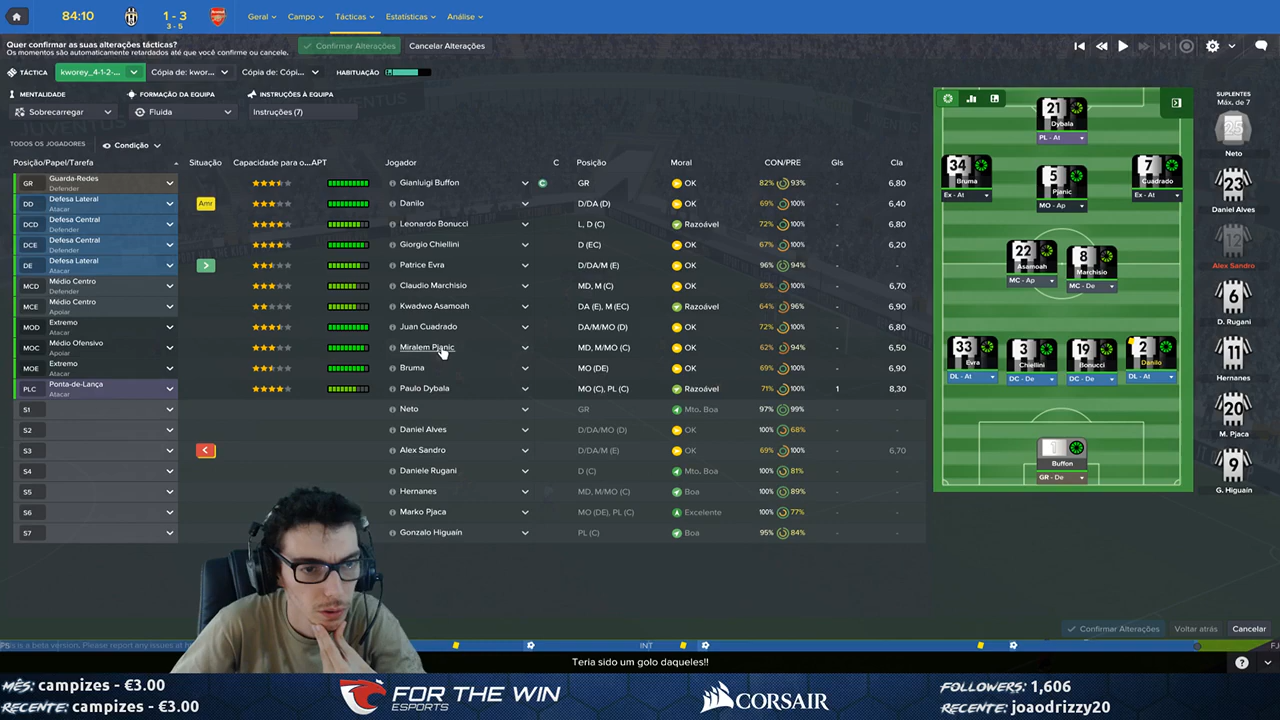 84:10
1 - 3
3 - 5
Geral
Campo
Tácticas
Estatísticas
Análise
Quer confirmar as suas alterações tácticas?
Os momentos são automaticamente retardados até que você confirme ou cancele.
Confirmar Alterações
Cancelar Alterações
TÁCTICA
kworey_4-1-2-...
Cópia de: kwor...
Cópia de: Cópi...
HABITUAÇÃO
MENTALIDADE
FORMAÇÃO DA EQUIPA
INSTRUÇÕES À EQUIPA
Sobrecarregar
Fluida
Instruções (7)
TODOS OS JOGADORES
Condição
Posição/Papel/Tarefa Situação Capacidade para o...APT Jogador C Posição Moral CON/PRE Gls Cla
GR Guarda-Redes Defender Gianluigi Buffon C GR OK 82% 93% - 6,80
DD Defesa Lateral Atacar Amr Danilo D/DA (D) OK 69% 100% - 6,40
DCD Defesa Central Defender Leonardo Bonucci L, D (C) Razoável 72% 100% - 6,80
DCE Defesa Central Defender Giorgio Chiellini D (EC) OK 67% 100% - 6,20
DE Defesa Lateral Atacar Patrice Evra D/DA/M (E) OK 96% 94% - -
MCD Médio Centro Defender Claudio Marchisio MD, M (C) OK 65% 100% - 6,70
MCE Médio Centro Apoiar Kwadwo Asamoah DA (E), M (EC) Razoável 64% 96% - 6,90
MOD Extremo Atacar Juan Cuadrado DA/M/MO (D) OK 72% 100% - 6,80
MOC Médio Ofensivo Apoiar Miralem Pjanic MD, M/MO (C) OK 62% 94% - 6,50
MOE Extremo Atacar Bruma MO (DE) OK 69% 100% - 6,90
PLC Ponta-de-Lança Atacar Paulo Dybala MO (C), PL (C) Razoável 71% 100% 1 8,30
S1 Neto GR Mto. Boa 97% 99% - -
S2 Daniel Alves D/DA/MO (D) OK 100% 68% - -
S3 Alex Sandro D/DA/M (E) OK 69% 100% - 6,70
S4 Daniele Rugani D (C) Mto. Boa 100% 81% - -
S5 Hernanes MD, M/MO (C) Boa 100% 89% - -
S6 Marko Pjaca MO (DE), PL (C) Excelente 100% 77% - -
S7 Gonzalo Higuaín PL (C) Boa 95% 84% - -
21
Dybala
PL - At
34
Bruma
Ex - At
5
Pjanic
MO - Ap
7
Cuadrado
Ex - At
22
Asamoah
MC - Ap
8
Marchisio
MC - De
33
Evra
DL - At
3
Chiellini
DC - De
19
Bonucci
DC - De
2
Danilo
DL - At
1
Buffon
GR - De
SUPLENTES
Máx. de 7
25
Neto
23
Daniel Alves
12
Alex Sandro
6
D. Rugani
11
Hernanes
20
M. Pjaca
9
G. Higuaín
Confirmar Alterações
Voltar atrás
Cancelar
is a beta version. Please report any issues at
INT
Teria sido um golo daqueles!!
?
MÊS: campizes - €3.00
RECENTE: campizes - €3.00
FOR THE WIN
ESPORTS
CORSAIR
FOLLOWERS: 1,606
RECENTE: joaodrizzy20